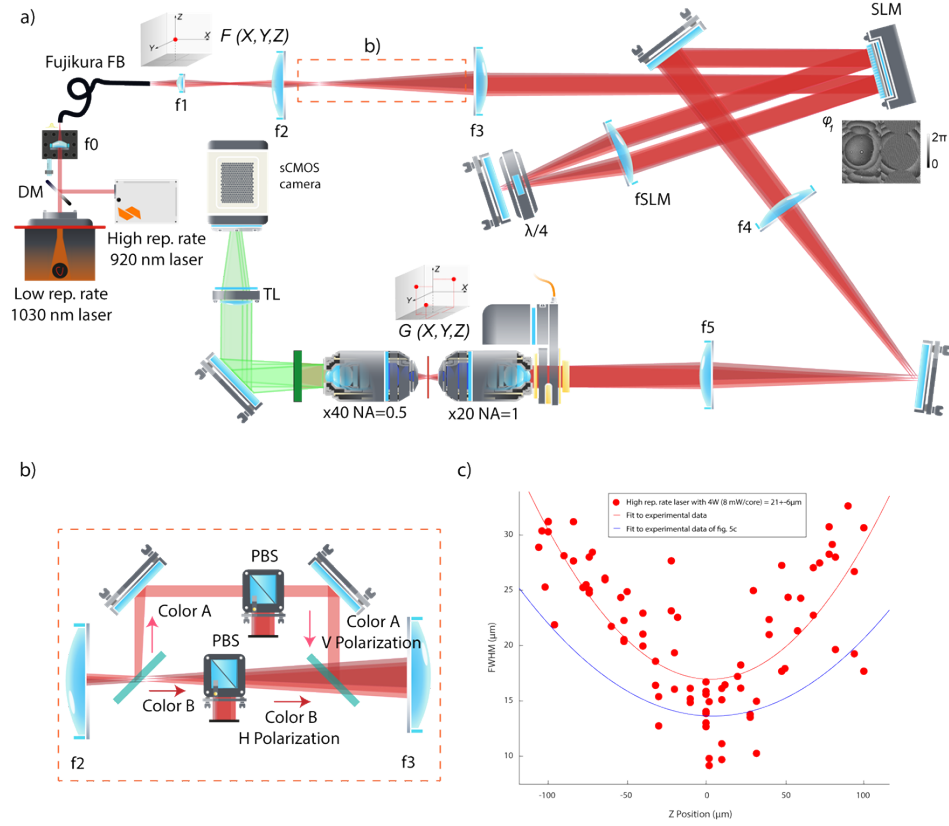 a)
Z
X
Y
F (X,Y,Z)
b)
SLM
Fujikura FB
f1
f2
f3
f0
φ1
2π
0
sCMOS
camera
fSLM
DM
λ/4
f4
High rep. rate
920 nm laser
Low rep. rate
1030 nm laser
TL
Z
X
Y
G (X,Y,Z)
f5
x40 NA=0.5
x20 NA=1
b)
PBS
Color A
PBS
Color A
V Polarization
Color B
Color B
H Polarization
f2
f3
c)
High rep. rate laser with 4W (8 mW/core) = 21+-6μm
Fit to experimental data
Fit to experimental data of fig. 5c
FWHM (μm)
30
25
20
15
10
-100
-50
0
50
100
Z Position (μm)